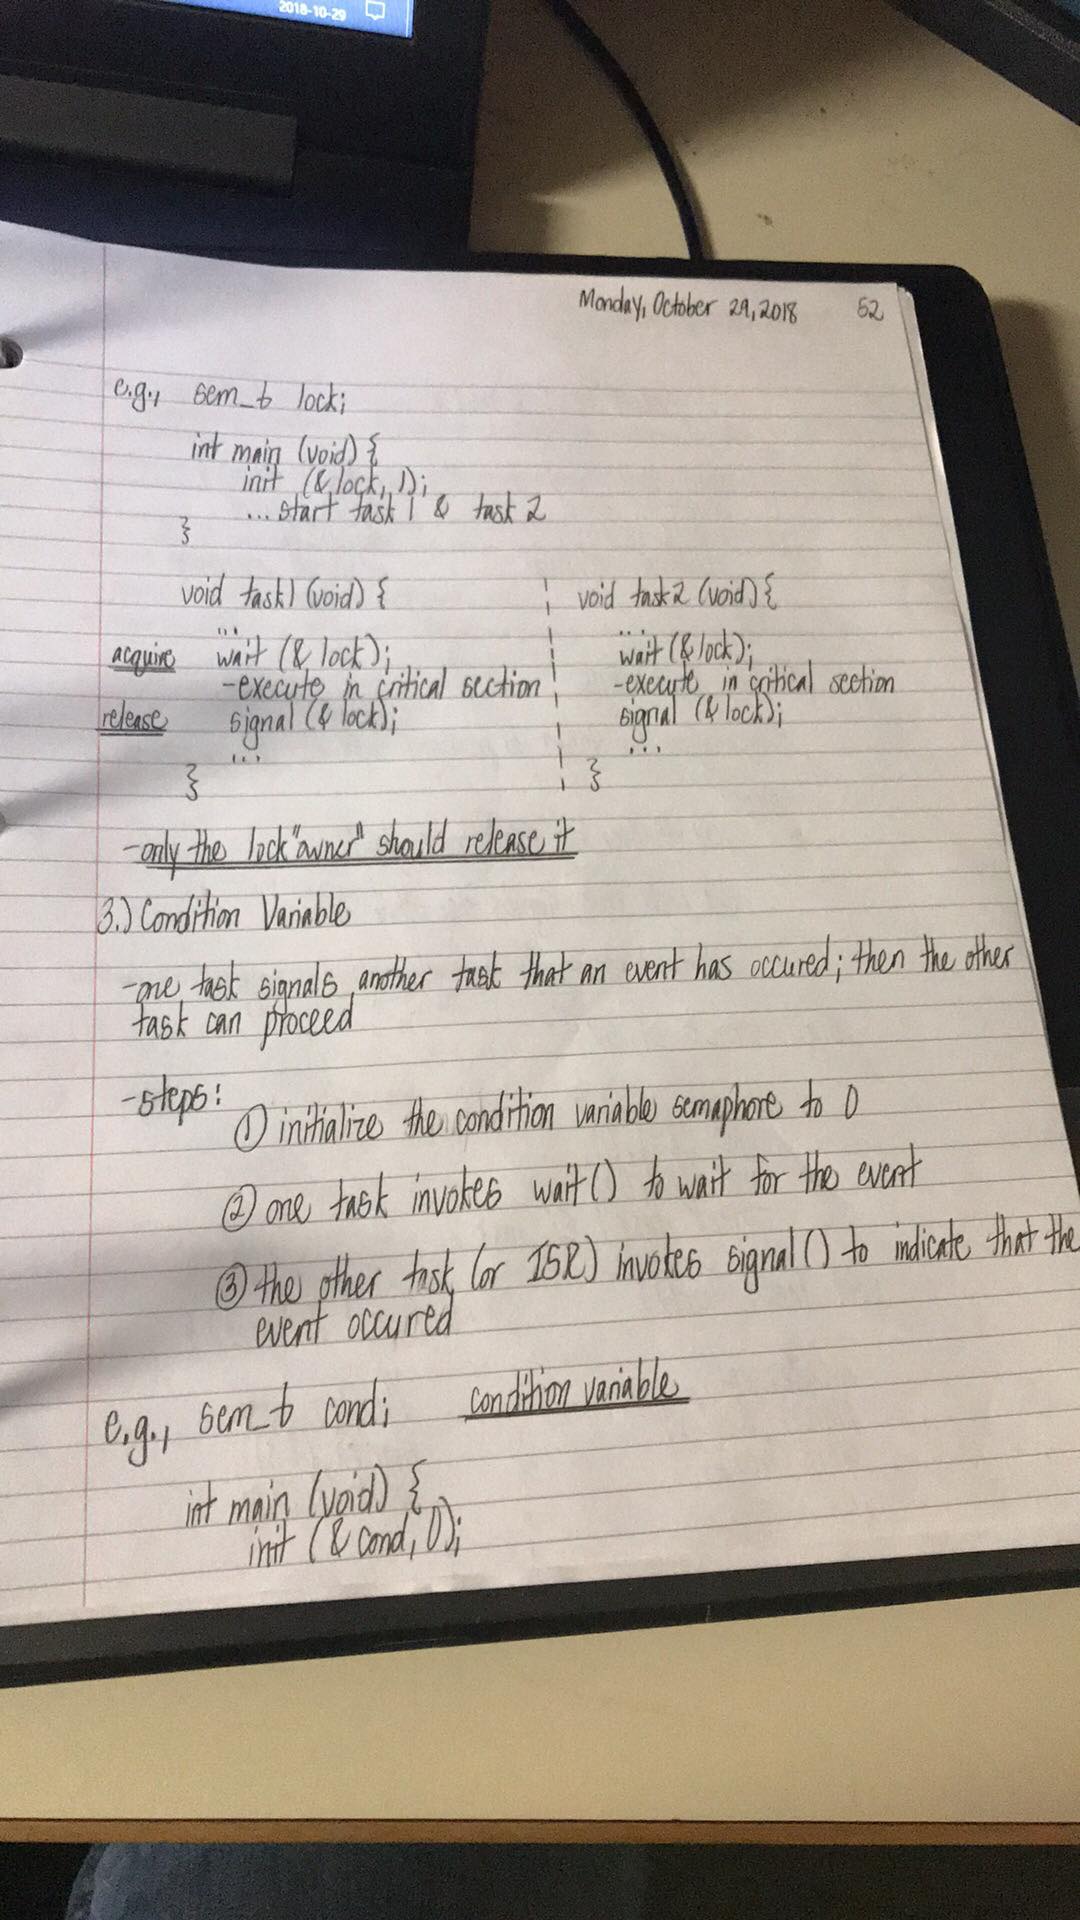 2018-10-29
Monday, October 29, 2018 52
e.g., sem_t lock;
int main (void) {
init (& lock, 1);
... start task 1 & task 2
}
void task1 (void) { void task2 (void) {
... ...
acquire wait (& lock); wait (& lock);
-execute in critical section -execute in critical section
release signal (& lock); signal (& lock);
... ...
} }
-only the lock "owner" should release it
3.) Condition Variable
-one task signals another task that an event has occured; then the other
task can proceed
-steps:
① initialize the condition variable semaphore to 0
② one task invokes wait() to wait for the event
③ the other task (or ISR) invokes signal() to indicate that the
event occured
e.g., sem_t cond; condition variable
int main (void) {
init (& cond, 0);